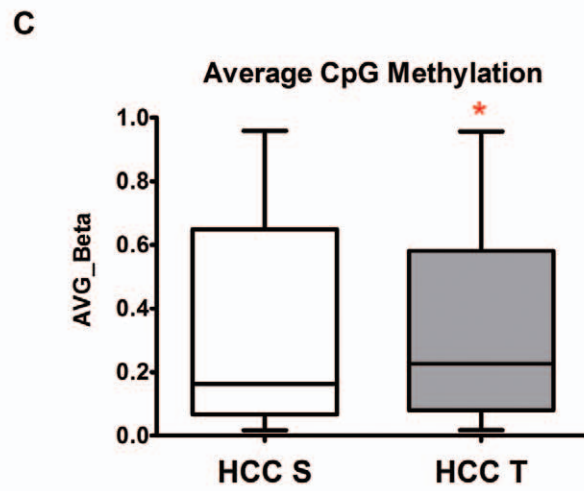 C
Average CpG Methylation
*
1.0
0.8
0.6
0.4
0.2
0.0
AVG_Beta
HCC S
HCC T